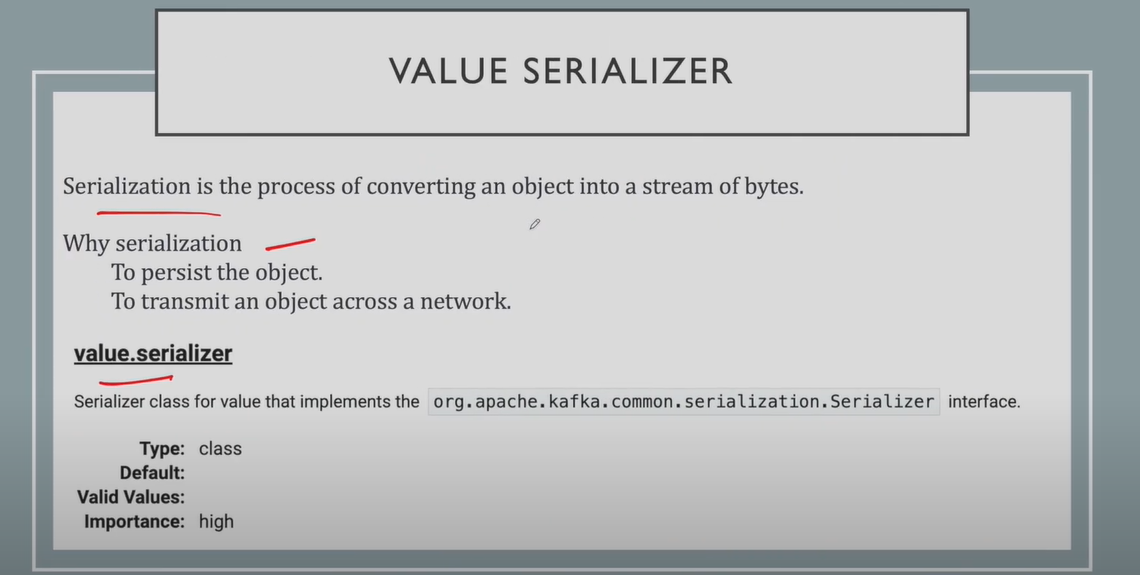 VALUE SERIALIZER
Serialization is the process of converting an object into a stream of bytes.
Why serialization
To persist the object.
To transmit an object across a network.
value.serializer
Serializer class for value that implements the org.apache.kafka.common.serialization.Serializer interface.
Type: class
Default:
Valid Values:
Importance: high